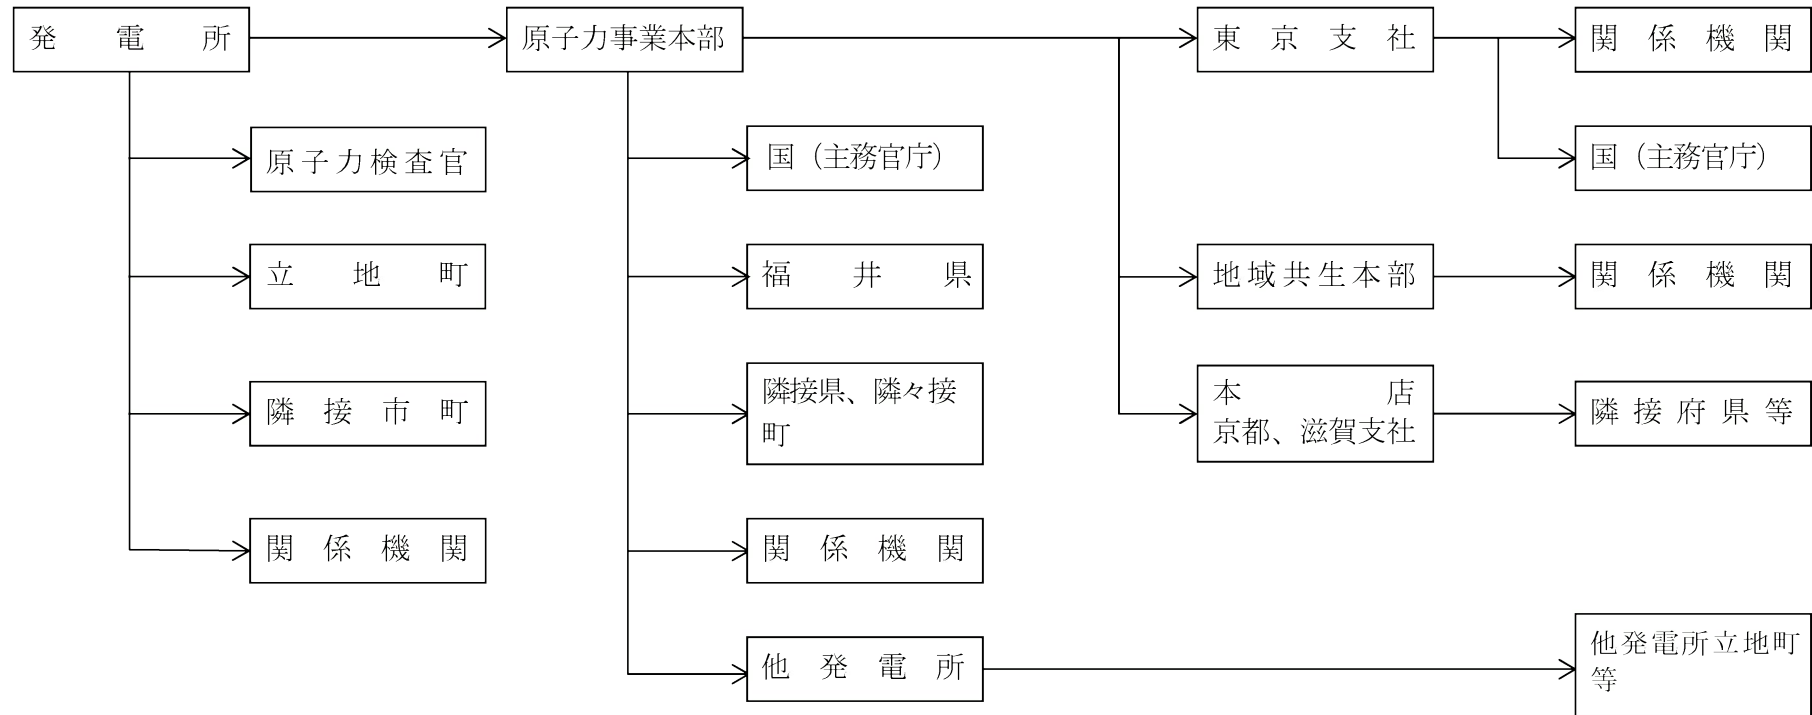 発電所
原子力事業本部
東京支社
関係機関
原子力検査官
国（主務官庁）
国（主務官庁）
立地町
福井県
地域共生本部
関係機関
隣接市町
隣接県、隣々接
町
本店
京都、滋賀支社
隣接府県等
関係機関
関係機関
他発電所
他発電所立地町
等